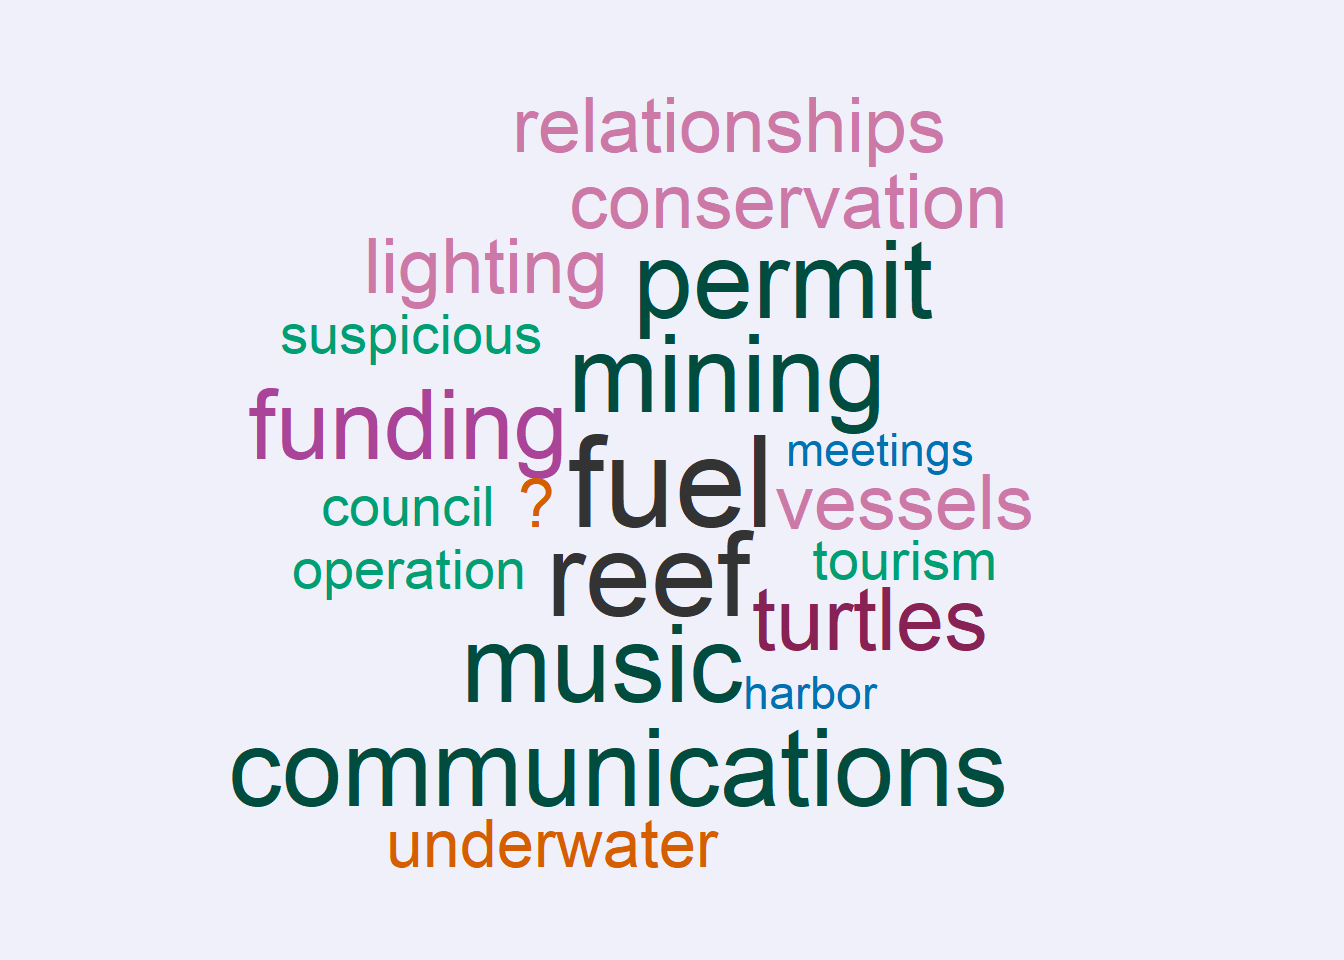 relationships
conservation
lighting permit
suspicious
mining
funding
fuel meetings
council ? vessels
operation reef tourism
turtles
music harbor
communications
underwater